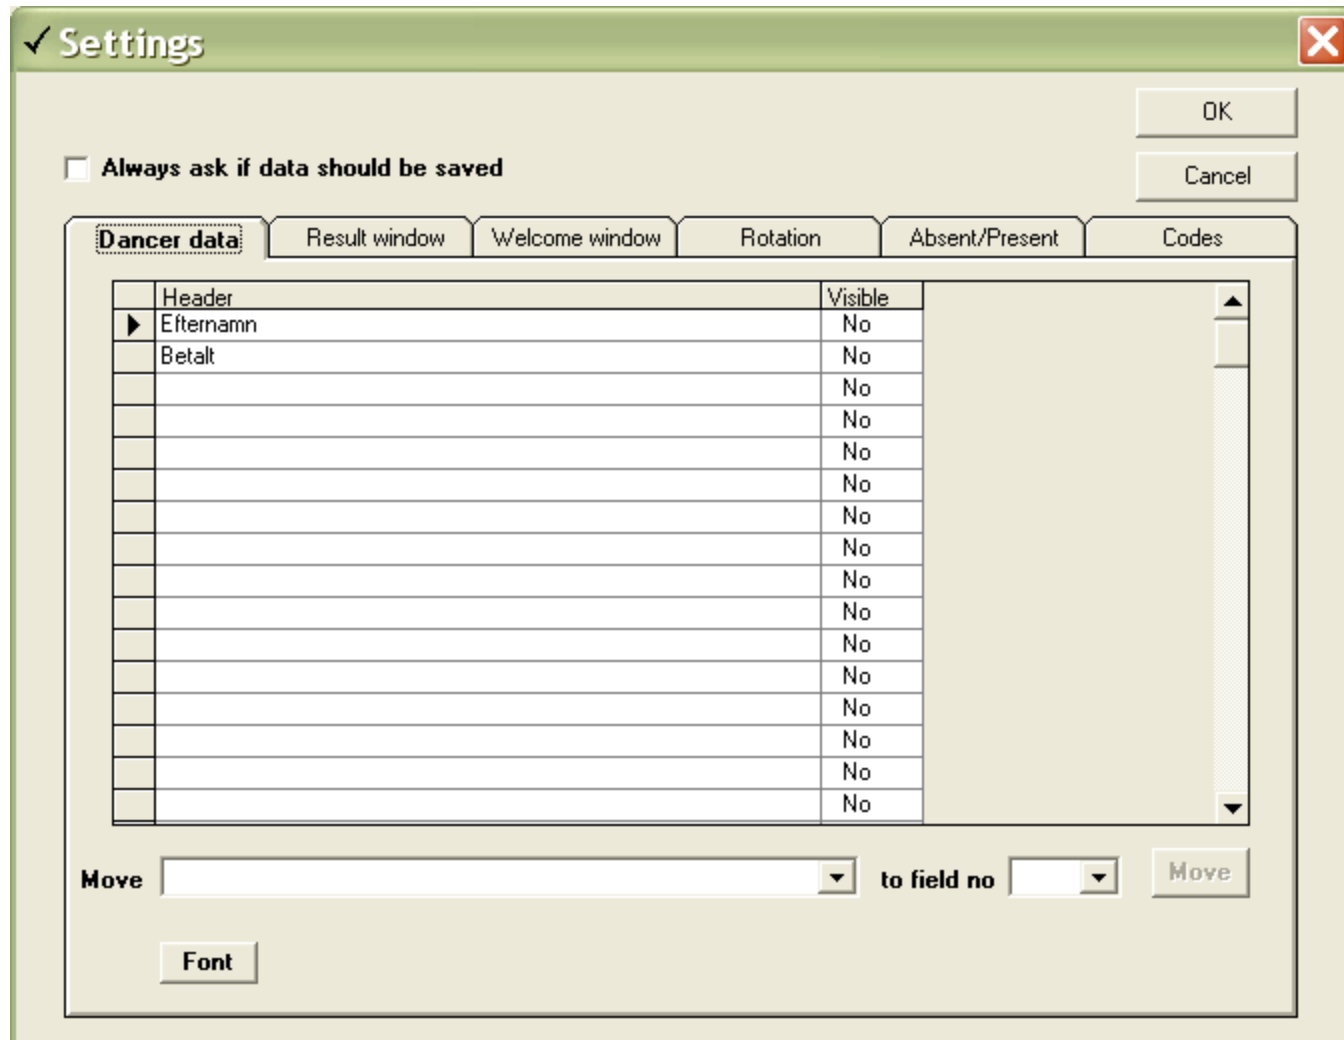 Settings
OK
Always ask if data should be saved
Cancel
Dancer data Result window Welcome window Rotation Absent/Present Codes
Header Visible
Efternamn No
Betalt No
No
No
No
No
No
No
No
No
No
No
No
No
No
No
Move to field no Move
Font